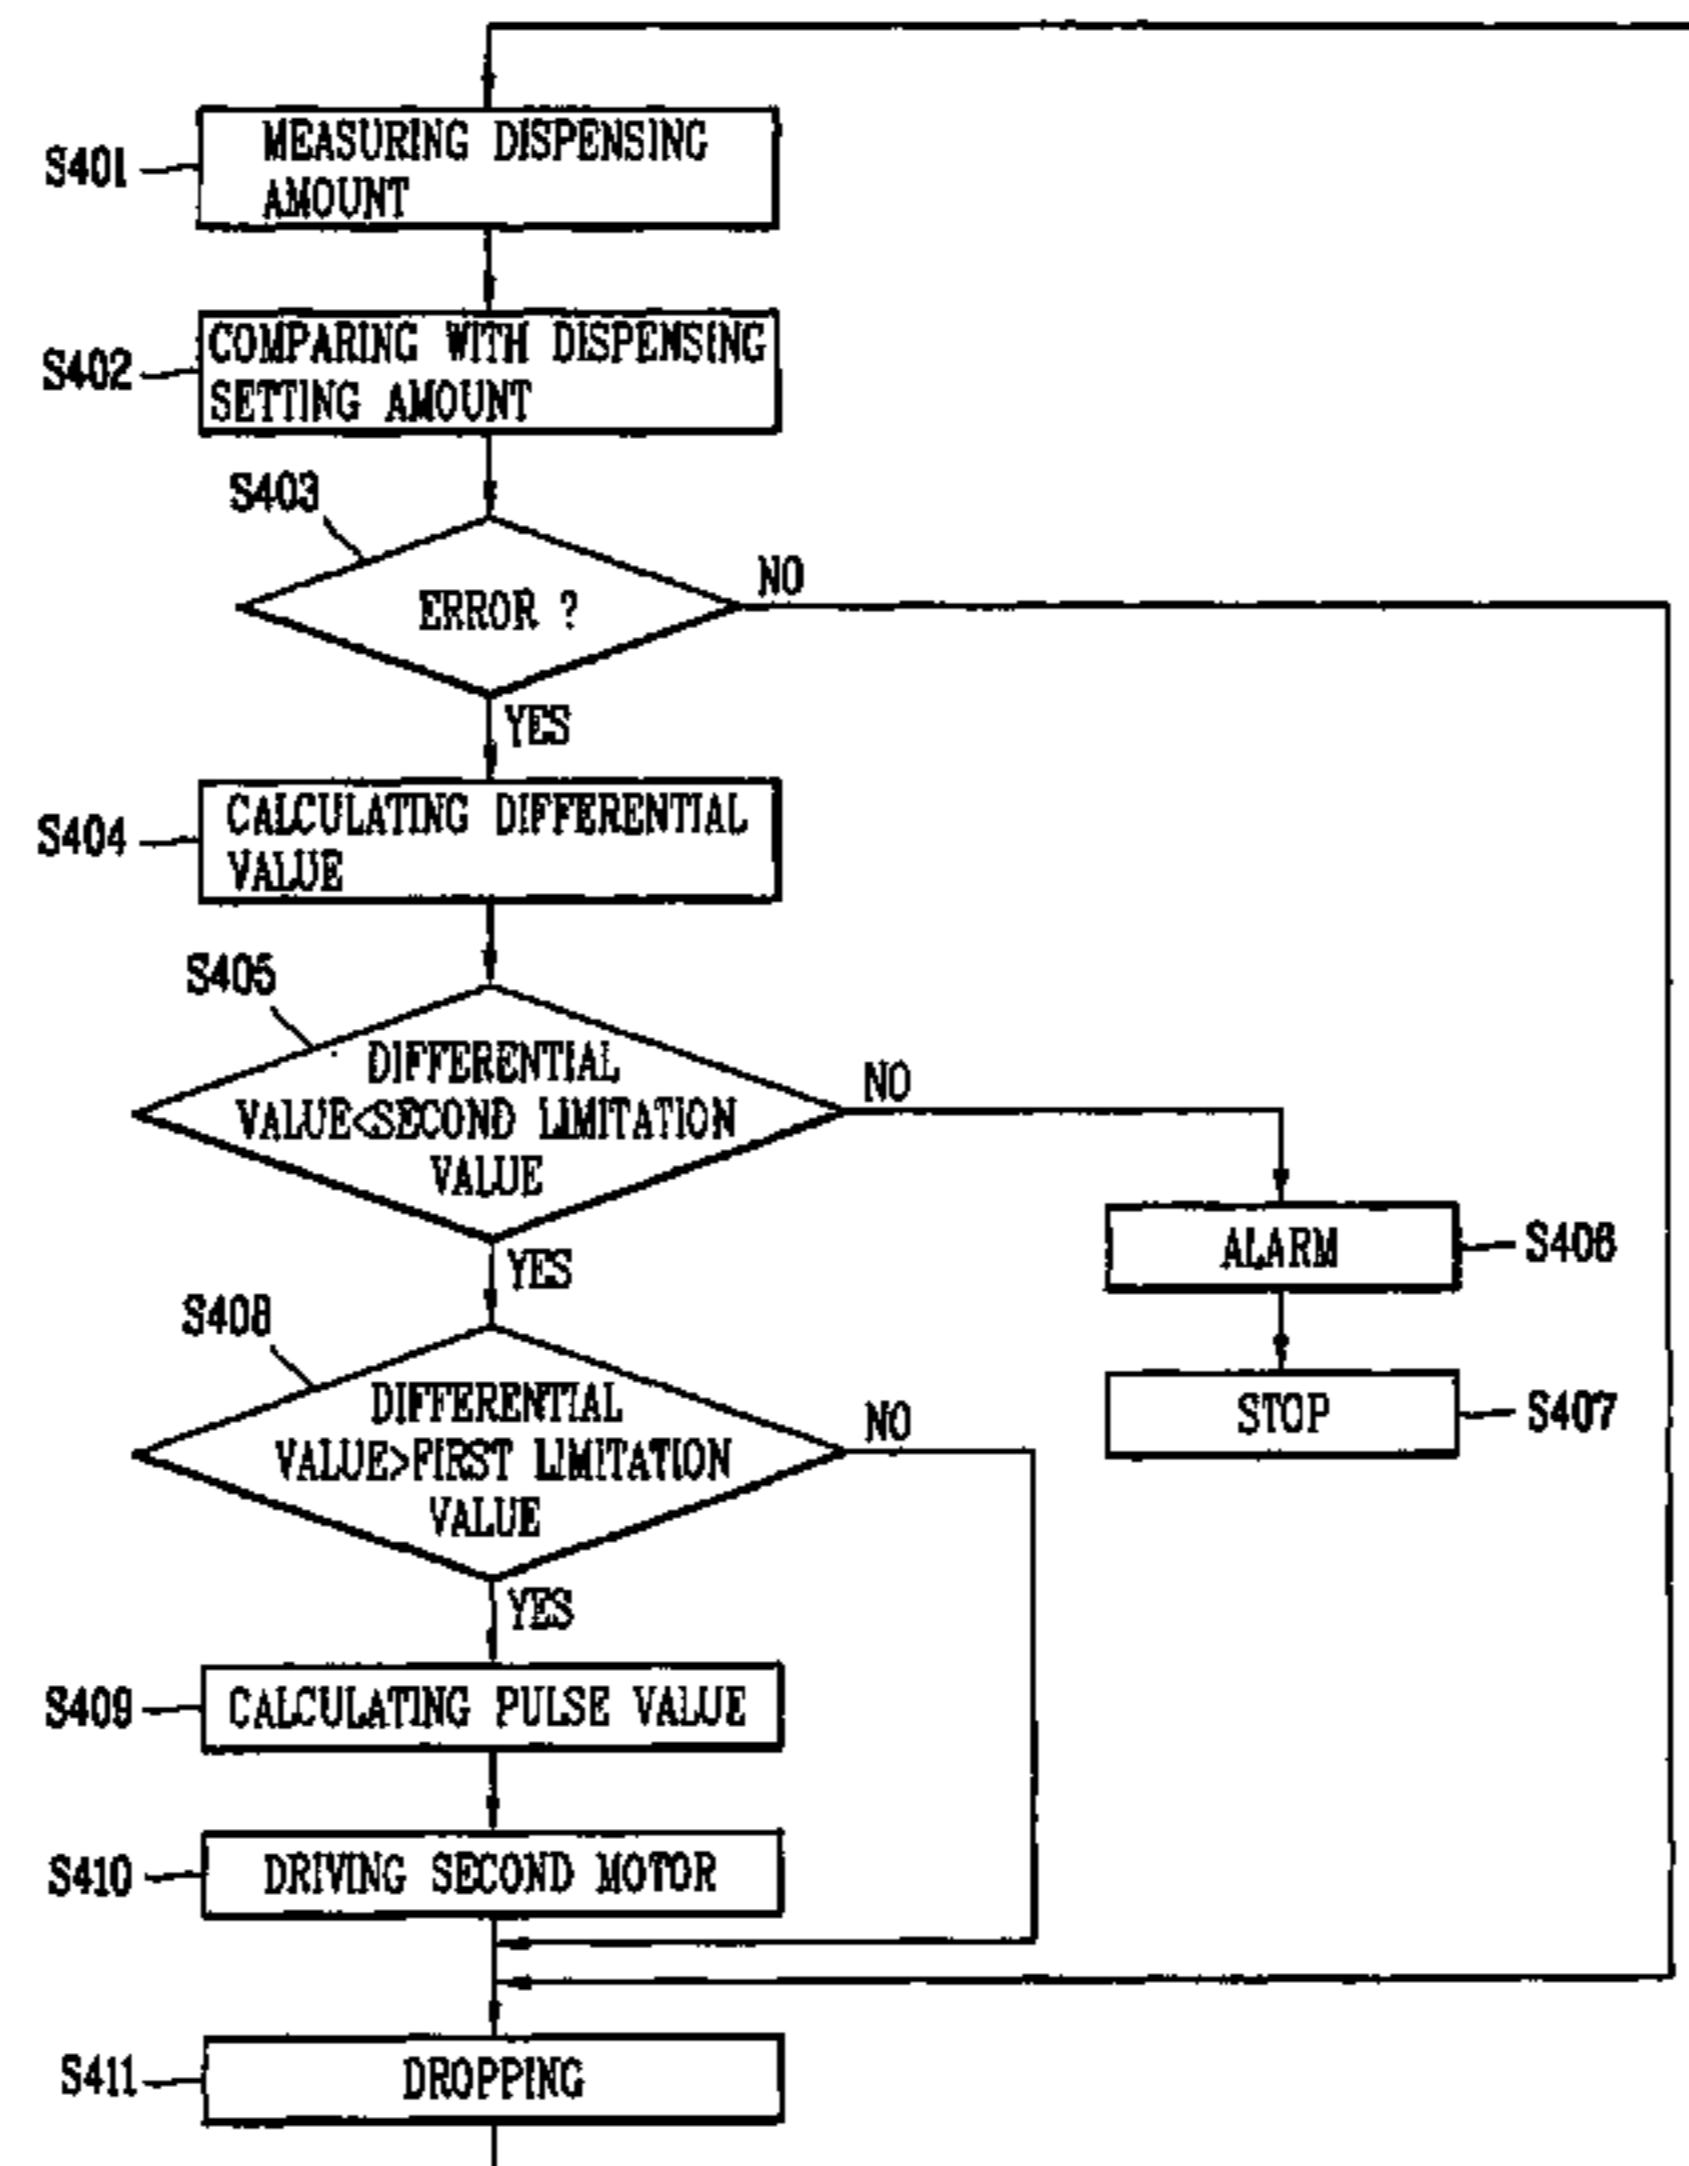 S401
MEASURING DISPENSING
AMOUNT
S402
COMPARING WITH DISPENSING
SETTING AMOUNT
S403
ERROR ?
NO
YES
S404
CALCULATING DIFFERENTIAL
VALUE
S405
DIFFERENTIAL
VALUE<SECOND LIMITATION
VALUE
NO
YES
ALARM
S406
STOP
S407
S408
DIFFERENTIAL
VALUE>FIRST LIMITATION
VALUE
NO
YES
S409
CALCULATING PULSE VALUE
S410
DRIVING SECOND MOTOR
S411
DROPPING